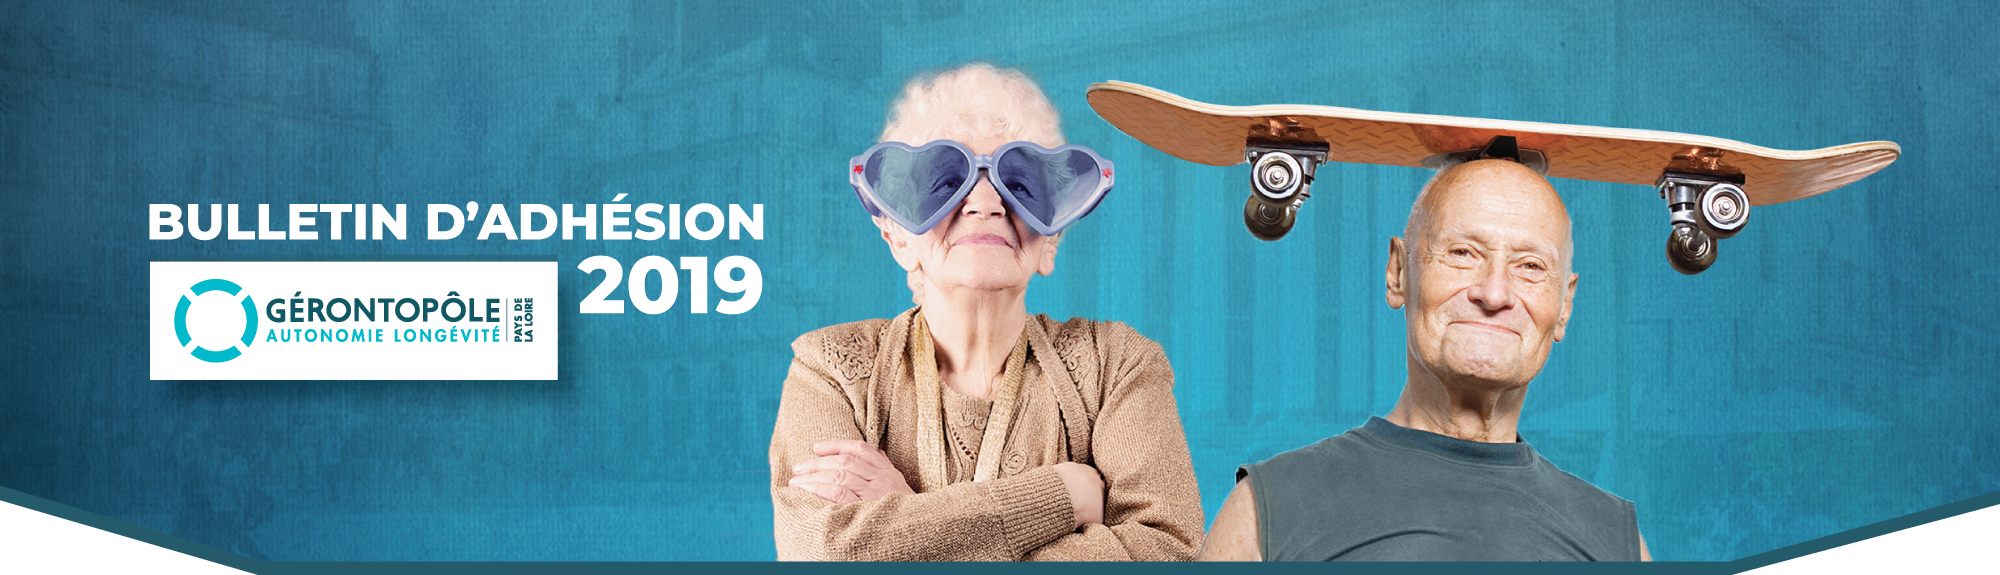 BULLETIN D’ADHÉSION
2019
GÉRONTOPÔLE
AUTONOMIE LONGÉVITÉ
PAYS DE
LA LOIRE